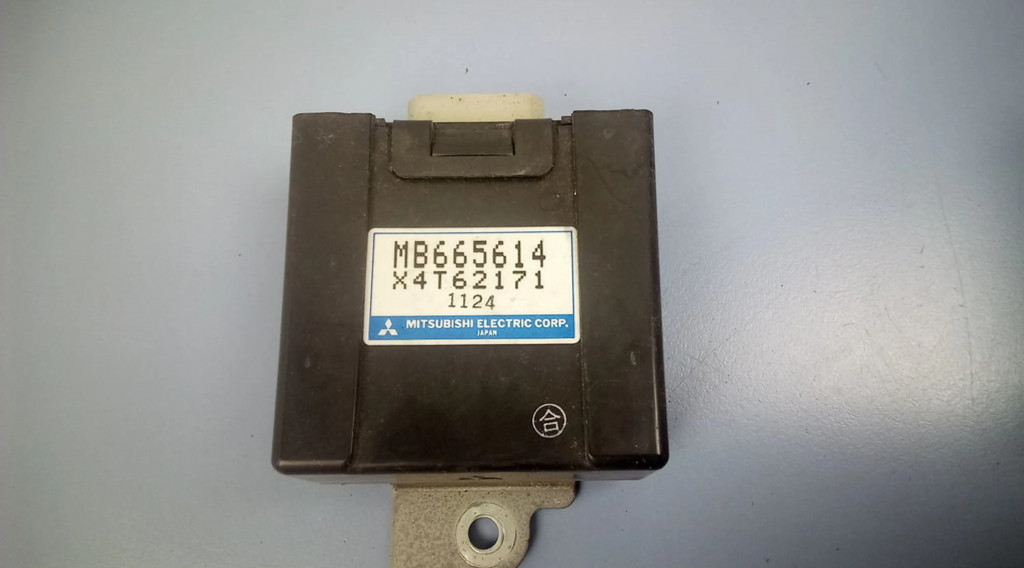 MB665614
X4T62171
1124
MITSUBISHI ELECTRIC CORP.
JAPAN
合